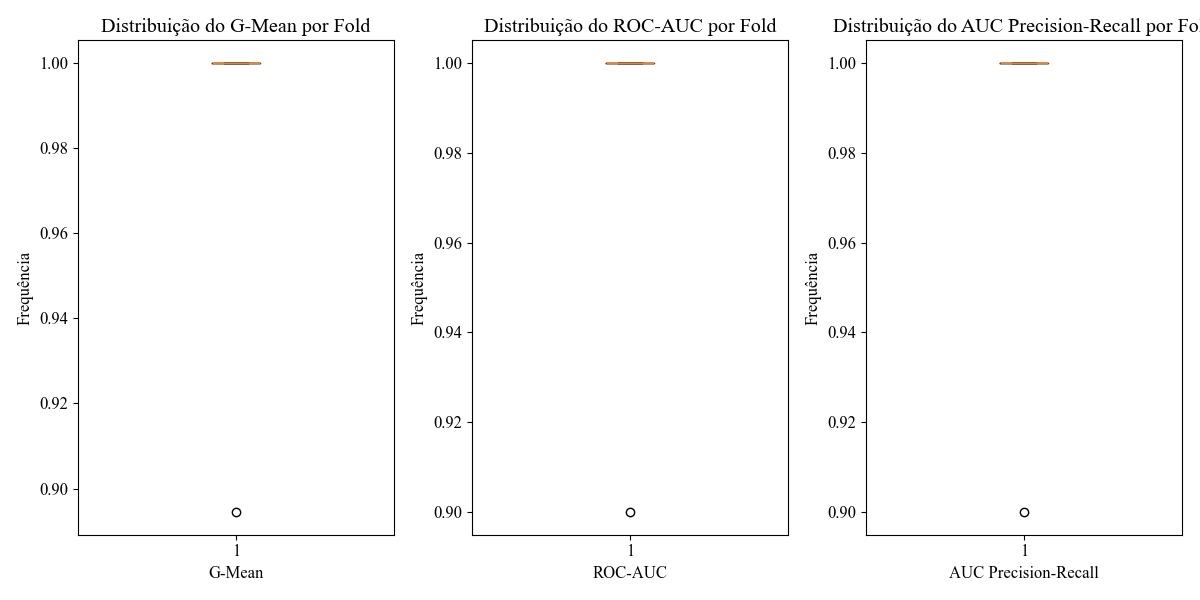 Distribuição do G-Mean por Fold
1.00
0.98
0.96
0.94
0.92
0.90
Frequência
1
G-Mean
Distribuição do ROC-AUC por Fold
1.00
0.98
0.96
0.94
0.92
0.90
Frequência
1
ROC-AUC
Distribuição do AUC Precision-Recall por Fo
1.00
0.98
0.96
0.94
0.92
0.90
Frequência
1
AUC Precision-Recall